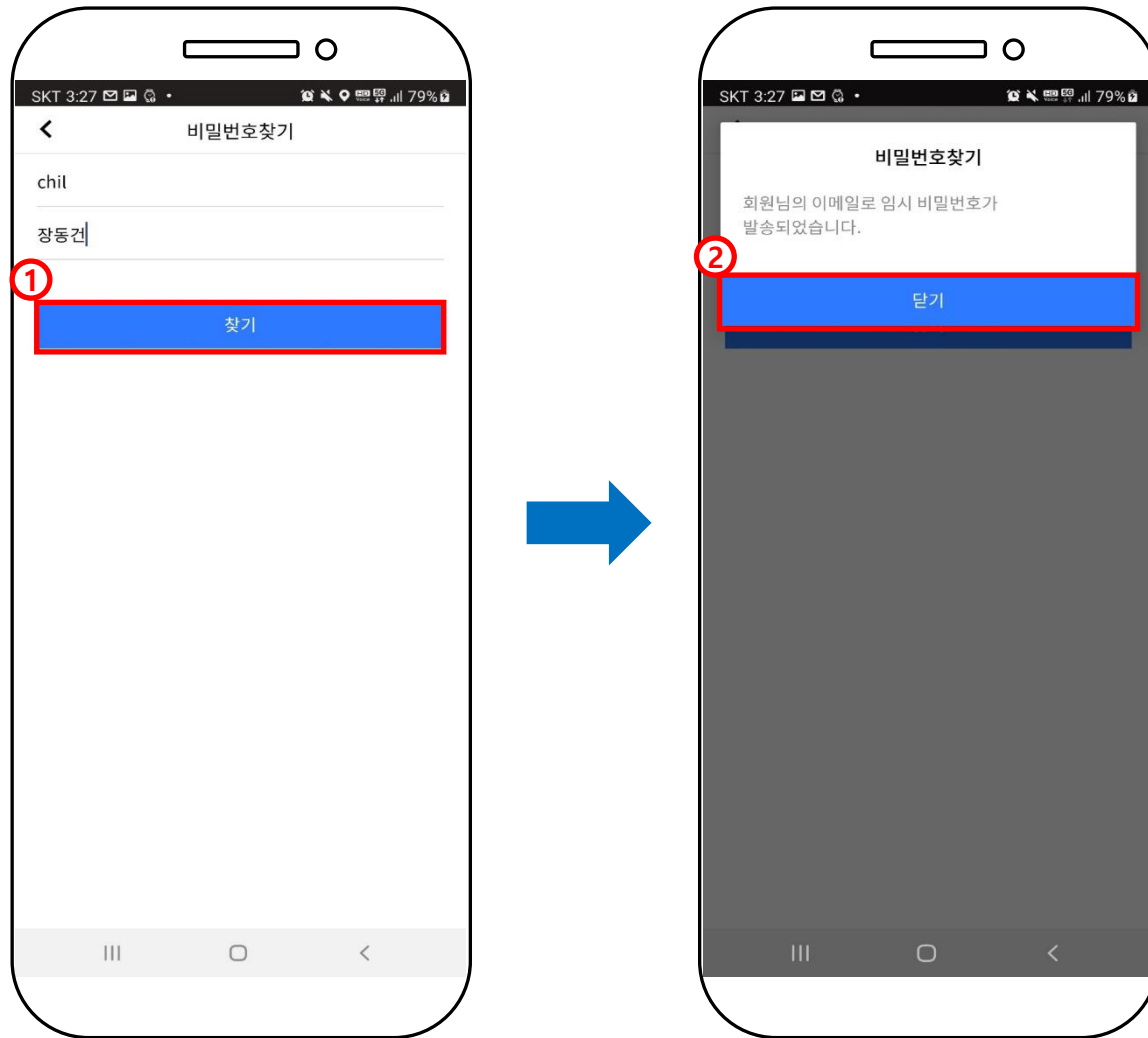 SKT 3:27 79%
비밀번호찾기
chil
장동건
1
찾기
SKT 3:27 79%
비밀번호찾기
회원님의 이메일로 임시 비밀번호가
발송되었습니다.
2
닫기